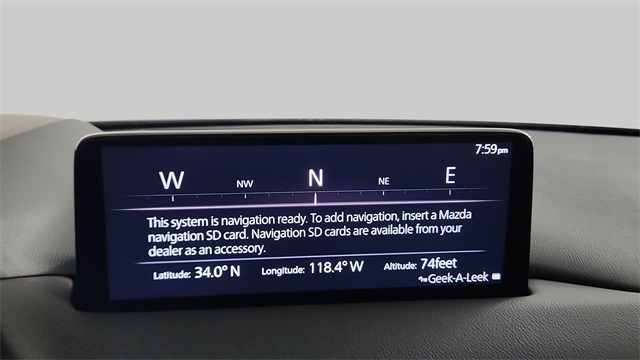 7:59pm
W NW N NE E
This system is navigation ready. To add navigation, insert a Mazda
navigation SD card. Navigation SD cards are available from your
dealer as an accessory.
Latitude: 34.0° N Longitude: 118.4° W Altitude: 74feet
Geek-A-Leek